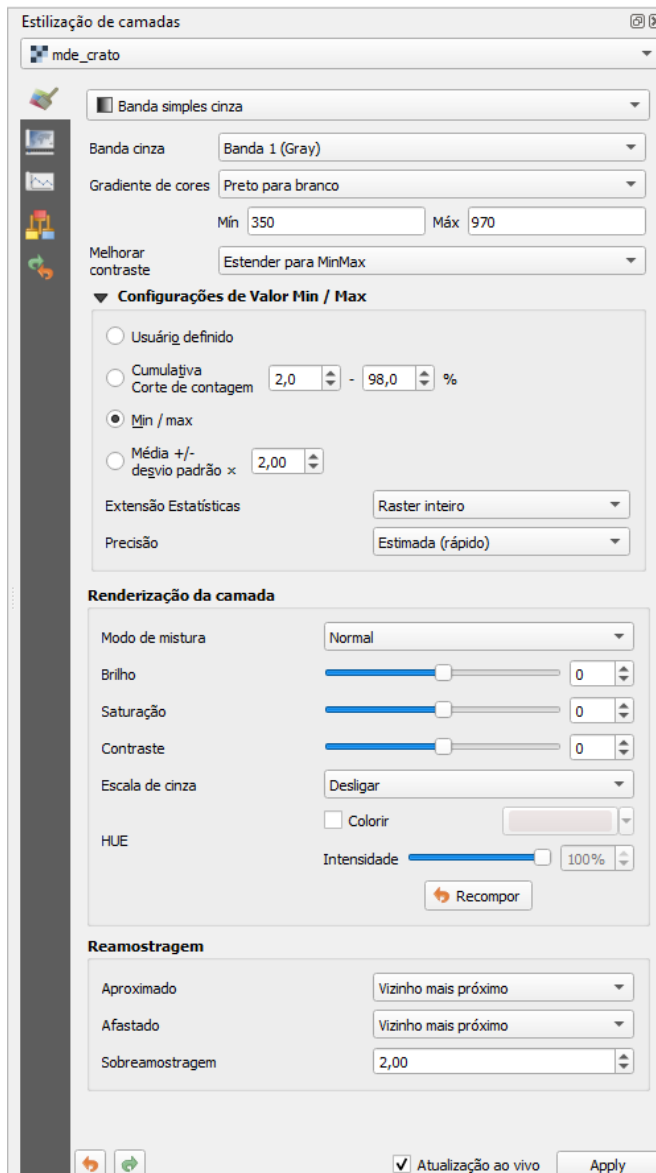 Estilização de camadas
mde_crato
Banda simples cinza
Banda cinza Banda 1 (Gray)
Gradiente de cores Preto para branco
Mín 350 Máx 970
Melhorar
contraste Estender para MinMax
Configurações de Valor Min / Max
Usuário definido
Cumulativa
Corte de contagem 2,0 - 98,0 %
Min / max
Média +/-
desvio padrão × 2,00
Extensão Estatísticas Raster inteiro
Precisão Estimada (rápido)
Renderização da camada
Modo de mistura Normal
Brilho 0
Saturação 0
Contraste 0
Escala de cinza Desligar
Colorir
HUE
Intensidade 100%
Recompor
Reamostragem
Aproximado Vizinho mais próximo
Afastado Vizinho mais próximo
Sobreamostragem 2,00
Atualização ao vivo Apply